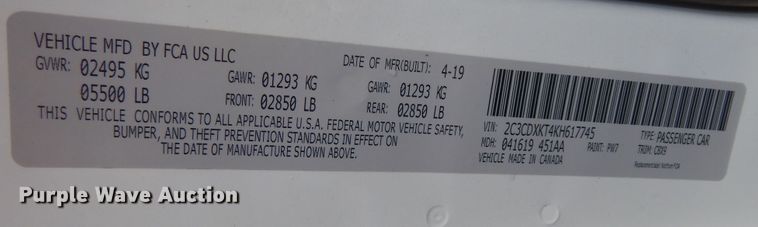 VEHICLE MFD BY FCA US LLC DATE OF MFR(BUILT): 4-19
GVWR: 02495 KG GAWR: 01293 KG GAWR: 01293 KG
05500 LB FRONT: 02850 LB REAR: 02850 LB
THIS VEHICLE CONFORMS TO ALL APPLICABLE U.S.A. FEDERAL MOTOR VEHICLE SAFETY,
BUMPER, AND THEFT PREVENTION STANDARDS IN EFFECT ON
THE DATE OF MANUFACTURE SHOWN ABOVE.
VIN: 2C3CDXKT4KH617745 TYPE: PASSENGER CAR
MDH: 041619 451AA PAINT: PW7 TRIM: CBX9
VEHICLE MADE IN CANADA
Purple Wave Auction